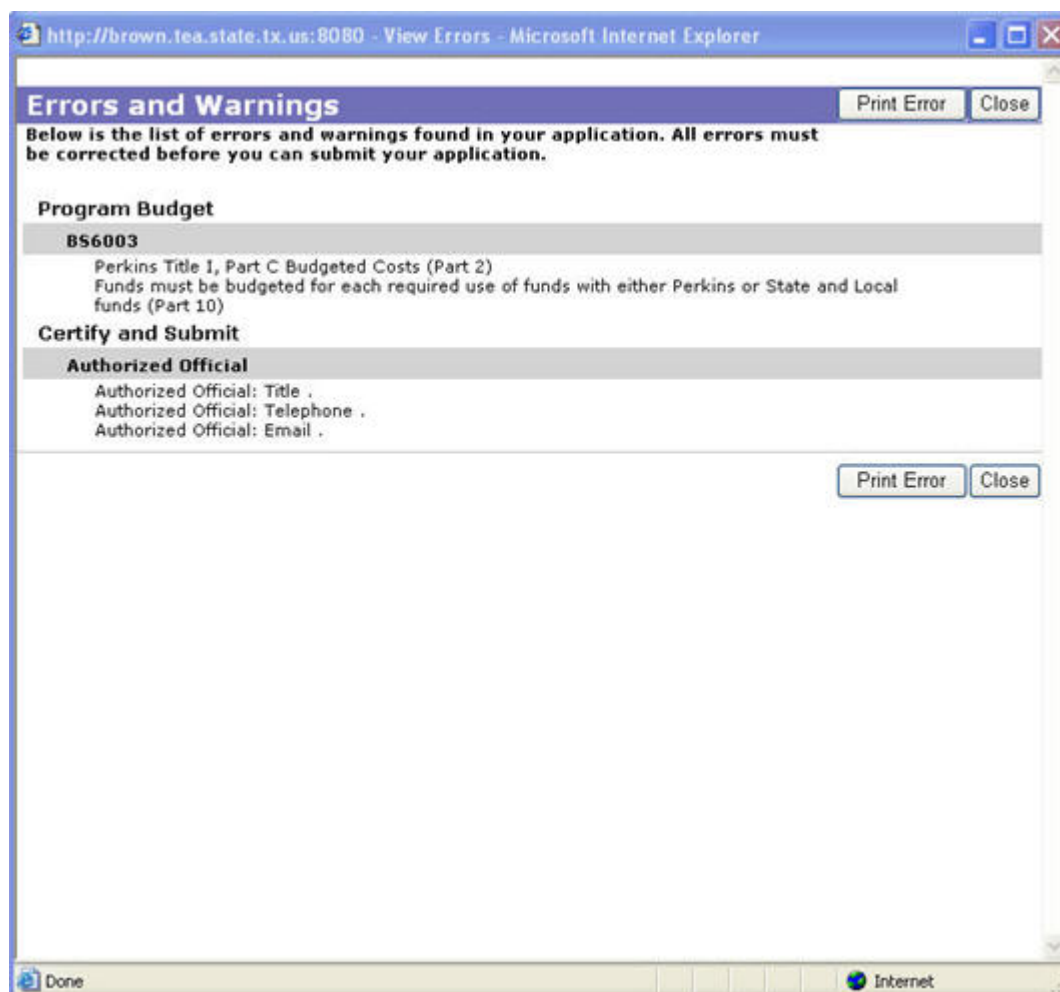 http://brown.tea.state.tx.us:8080 - View Errors - Microsoft Internet Explorer
Errors and Warnings
Print Error
Close
Below is the list of errors and warnings found in your application. All errors must
be corrected before you can submit your application.
Program Budget
BS6003
Perkins Title I, Part C Budgeted Costs (Part 2)
Funds must be budgeted for each required use of funds with either Perkins or State and Local
funds (Part 10)
Certify and Submit
Authorized Official
Authorized Official: Title .
Authorized Official: Telephone .
Authorized Official: Email .
Print Error
Close
Done
Internet